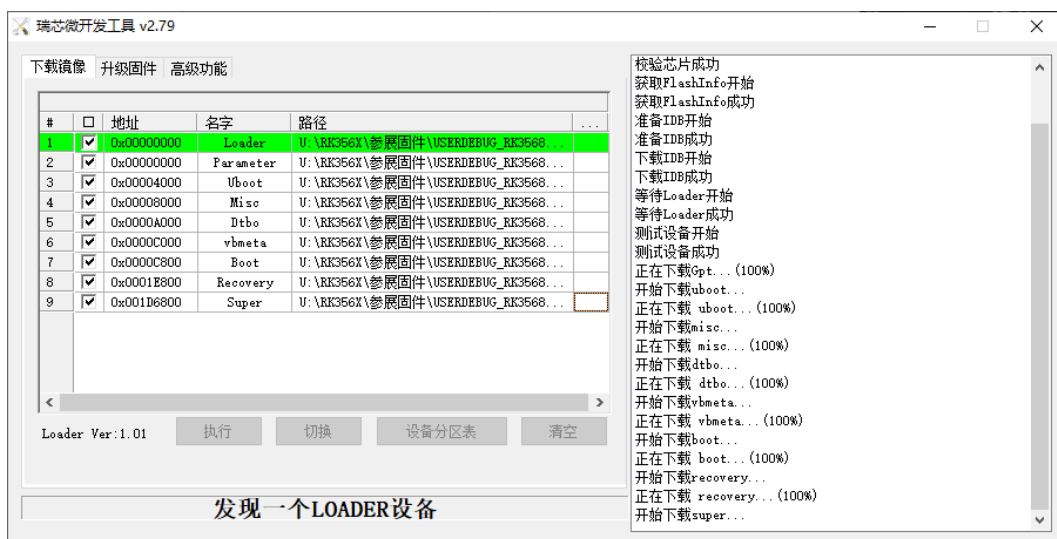 瑞芯微开发工具 v2.79
下载镜像 升级固件 高级功能
# 地址 名字 路径 ...
1 0x00000000 Loader U:\RK356X\参展固件\USERDEBUG_RK3568...
2 0x00000000 Parameter U:\RK356X\参展固件\USERDEBUG_RK3568...
3 0x00004000 Uboot U:\RK356X\参展固件\USERDEBUG_RK3568...
4 0x00008000 Misc U:\RK356X\参展固件\USERDEBUG_RK3568...
5 0x0000A000 Dtbo U:\RK356X\参展固件\USERDEBUG_RK3568...
6 0x0000C000 vbmeta U:\RK356X\参展固件\USERDEBUG_RK3568...
7 0x0000C800 Boot U:\RK356X\参展固件\USERDEBUG_RK3568...
8 0x0001E800 Recovery U:\RK356X\参展固件\USERDEBUG_RK3568...
9 0x001D6800 Super U:\RK356X\参展固件\USERDEBUG_RK3568...
Loader Ver:1.01 执行 切换 设备分区表 清空
发现一个LOADER设备
校验芯片成功
获取FlashInfo开始
获取FlashInfo成功
准备IDB开始
准备IDB成功
下载IDB开始
下载IDB成功
等待Loader开始
等待Loader成功
测试设备开始
测试设备成功
正在下载Gpt...(100%)
开始下载uboot...
正在下载 uboot...(100%)
开始下载misc...
正在下载 misc...(100%)
开始下载dtbo...
正在下载 dtbo...(100%)
开始下载vbmeta...
正在下载 vbmeta...(100%)
开始下载boot...
正在下载 boot...(100%)
开始下载recovery...
正在下载 recovery...(100%)
开始下载super...